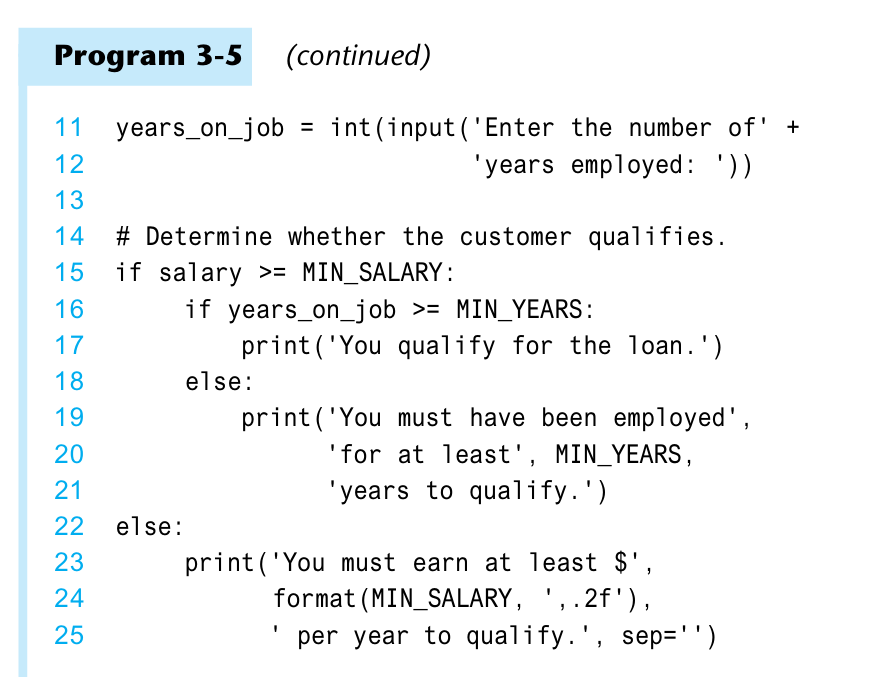 Program 3-5 (continued)
11 years_on_job = int(input('Enter the number of' +
12 'years employed: '))
13
14 # Determine whether the customer qualifies.
15 if salary >= MIN_SALARY:
16 if years_on_job >= MIN_YEARS:
17 print('You qualify for the loan.')
18 else:
19 print('You must have been employed',
20 'for at least', MIN_YEARS,
21 'years to qualify.')
22 else:
23 print('You must earn at least $',
24 format(MIN_SALARY, ',.2f'),
25 ' per year to qualify.', sep='')